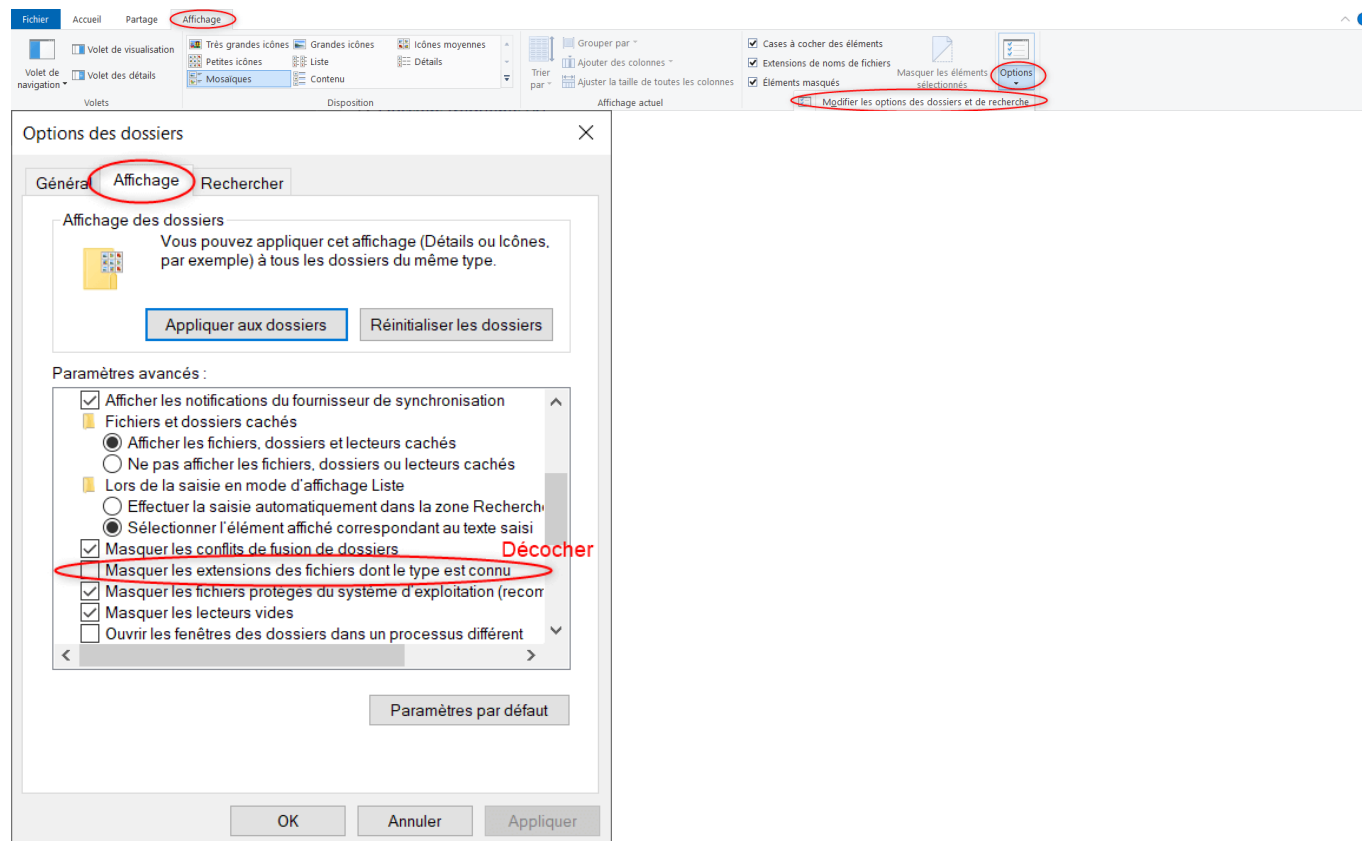 Fichier Accueil Partage Affichage
Volet de navigation
Volet de visualisation
Volet des détails
Volets
Très grandes icônes Grandes icônes Icônes moyennes
Petites icônes Liste Détails
Mosaïques Contenu
Disposition
Trier par
Grouper par
Ajouter des colonnes
Ajuster la taille de toutes les colonnes
Affichage actuel
Cases à cocher des éléments
Extensions de noms de fichiers
Éléments masqués
Masquer les éléments sélectionnés
Options
Modifier les options des dossiers et de recherche
Options des dossiers
Général Affichage Rechercher
Affichage des dossiers
Vous pouvez appliquer cet affichage (Détails ou Icônes,
par exemple) à tous les dossiers du même type.
Appliquer aux dossiers Réinitialiser les dossiers
Paramètres avancés :
Afficher les notifications du fournisseur de synchronisation
Fichiers et dossiers cachés
Afficher les fichiers, dossiers et lecteurs cachés
Ne pas afficher les fichiers, dossiers ou lecteurs cachés
Lors de la saisie en mode d'affichage Liste
Effectuer la saisie automatiquement dans la zone Recherch
Sélectionner l'élément affiché correspondant au texte saisi
Masquer les conflits de fusion de dossiers
Décocher
Masquer les extensions des fichiers dont le type est connu
Masquer les fichiers protégés du système d'exploitation (recom
Masquer les lecteurs vides
Ouvrir les fenêtres des dossiers dans un processus différent
Paramètres par défaut
OK Annuler Appliquer